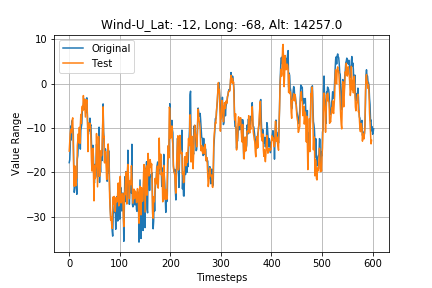 Wind-U_Lat: -12, Long: -68, Alt: 14257.0
Original
Test
Value Range
10
0
−10
−20
−30
0 100 200 300 400 500 600
Timesteps